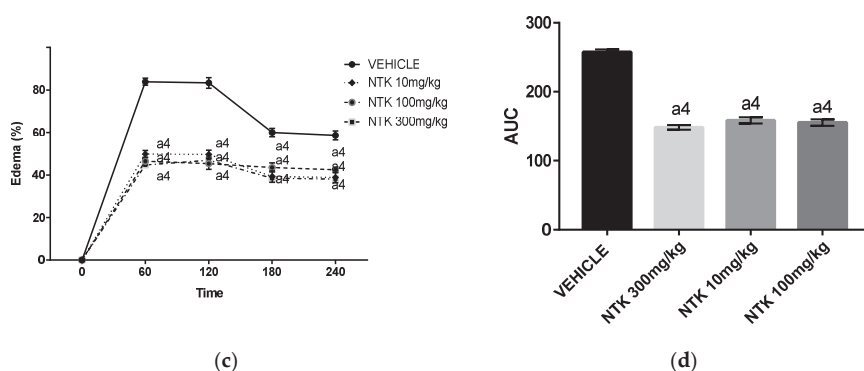 VEHICLE
NTK 10mg/kg
NTK 100mg/kg
NTK 300mg/kg
Edema (%)
80
60
40
20
0
a4 a4 a4 a4
a4 a4 a4 a4
a4 a4 a4 a4
0 60 120 180 240
Time
(c)
AUC
300
200
100
0
a4 a4 a4
VEHICLE
NTK 300mg/kg
NTK 10mg/kg
NTK 100mg/kg
(d)